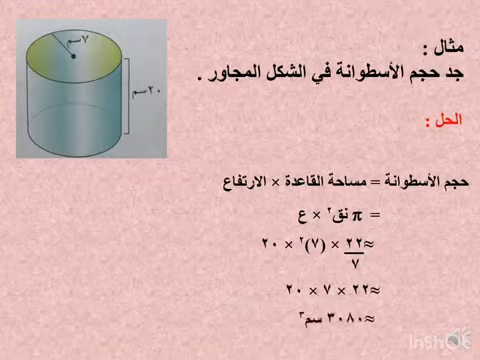 مثال :
جد حجم الأسطوانة في الشكل المجاور .
٧سم
٢٠سم
الحل :
حجم الأسطوانة = مساحة القاعدة × الارتفاع
= π نق٢ × ع
≈ ٢٢/٧ × (٧)٢ × ٢٠
≈ ٢٢ × ٧ × ٢٠
≈ ٣٠٨٠ سم٣
InShOt